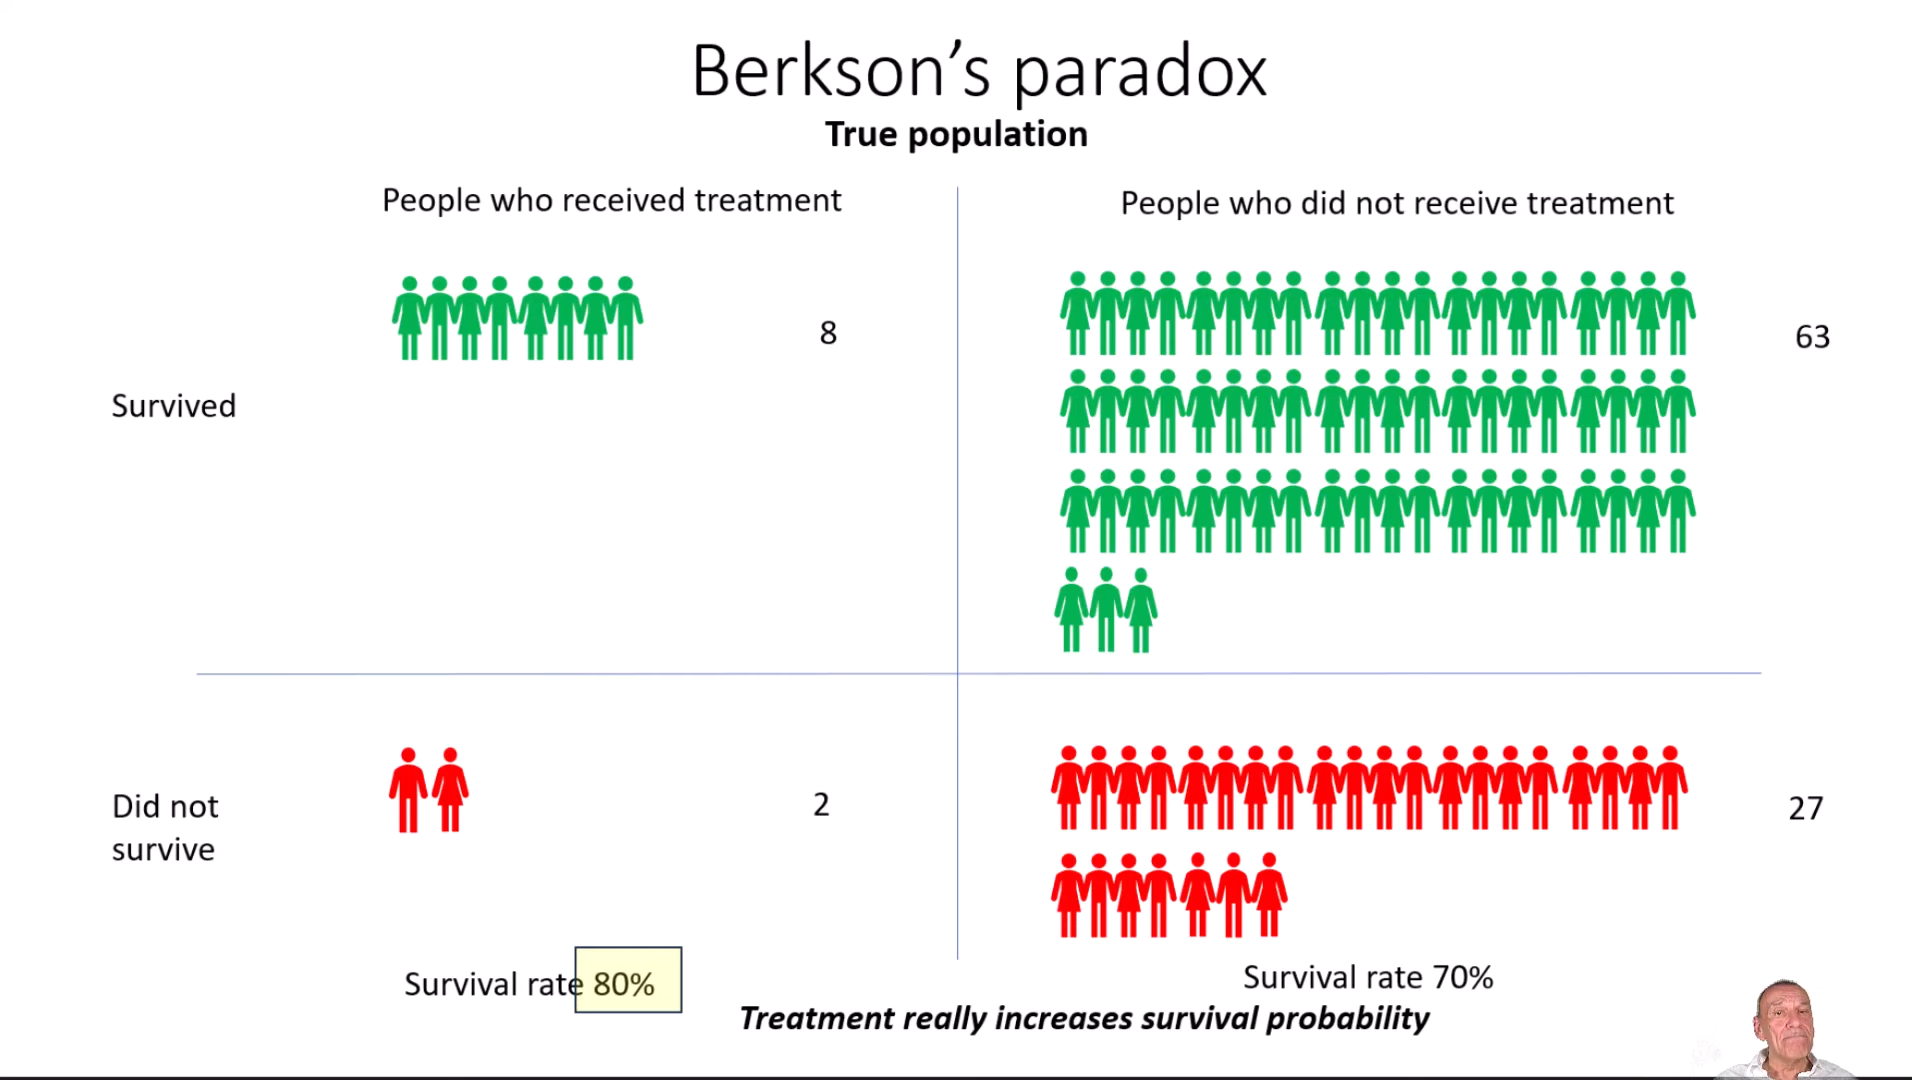 Berkson’s paradox
True population
People who received treatment
People who did not receive treatment
8
63
Survived
Did not
survive
2
27
Survival rate 80%
Survival rate 70%
Treatment really increases survival probability